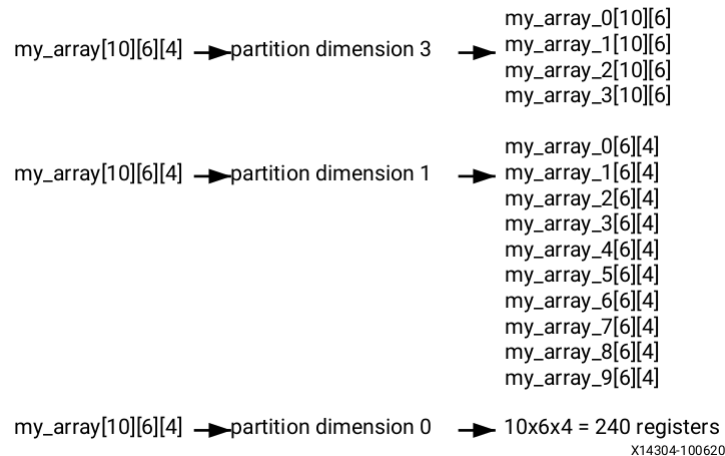 my_array[10][6][4] partition dimension 3
my_array_0[10][6]
my_array_1[10][6]
my_array_2[10][6]
my_array_3[10][6]
my_array[10][6][4] partition dimension 1
my_array_0[6][4]
my_array_1[6][4]
my_array_2[6][4]
my_array_3[6][4]
my_array_4[6][4]
my_array_5[6][4]
my_array_6[6][4]
my_array_7[6][4]
my_array_8[6][4]
my_array_9[6][4]
my_array[10][6][4] partition dimension 0 10x6x4 = 240 registers
X14304-100620